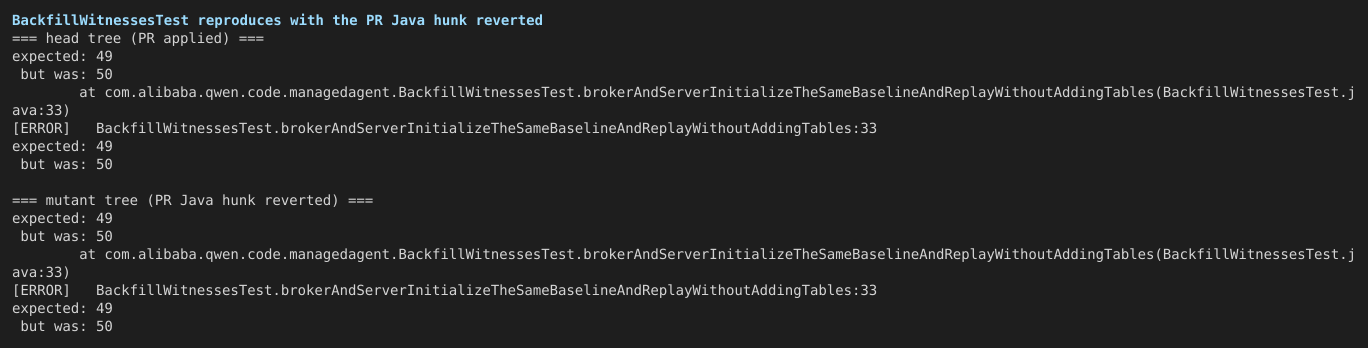 BackfillWitnessesTest reproduces with the PR Java hunk reverted
=== head tree (PR applied) ===
expected: 49
 but was: 50
        at com.alibaba.qwen.code.managedagent.BackfillWitnessesTest.brokerAndServerInitializeTheSameBaselineAndReplayWithoutAddingTables(BackfillWitnessesTest.j
ava:33)
[ERROR]   BackfillWitnessesTest.brokerAndServerInitializeTheSameBaselineAndReplayWithoutAddingTables:33
expected: 49
 but was: 50

=== mutant tree (PR Java hunk reverted) ===
expected: 49
 but was: 50
        at com.alibaba.qwen.code.managedagent.BackfillWitnessesTest.brokerAndServerInitializeTheSameBaselineAndReplayWithoutAddingTables(BackfillWitnessesTest.j
ava:33)
[ERROR]   BackfillWitnessesTest.brokerAndServerInitializeTheSameBaselineAndReplayWithoutAddingTables:33
expected: 49
 but was: 50